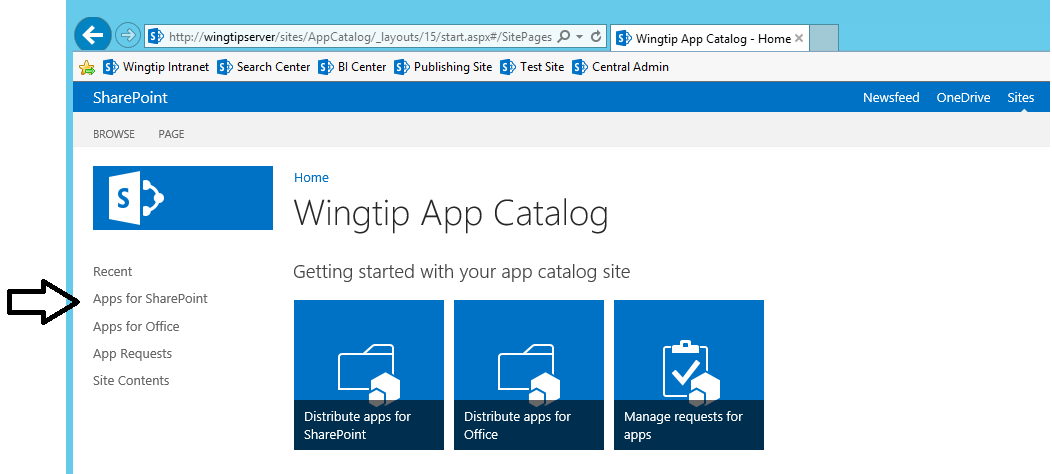 http://wingtipserver/sites/AppCatalog/_layouts/15/start.aspx#/SitePages
Wingtip App Catalog - Home
Wingtip Intranet Search Center BI Center Publishing Site Test Site Central Admin
SharePoint Newsfeed OneDrive Sites
BROWSE PAGE
S
Home
Wingtip App Catalog
Getting started with your app catalog site
Recent
Apps for SharePoint
Apps for Office
App Requests
Site Contents
Distribute apps for
SharePoint
Distribute apps for
Office
Manage requests for
apps